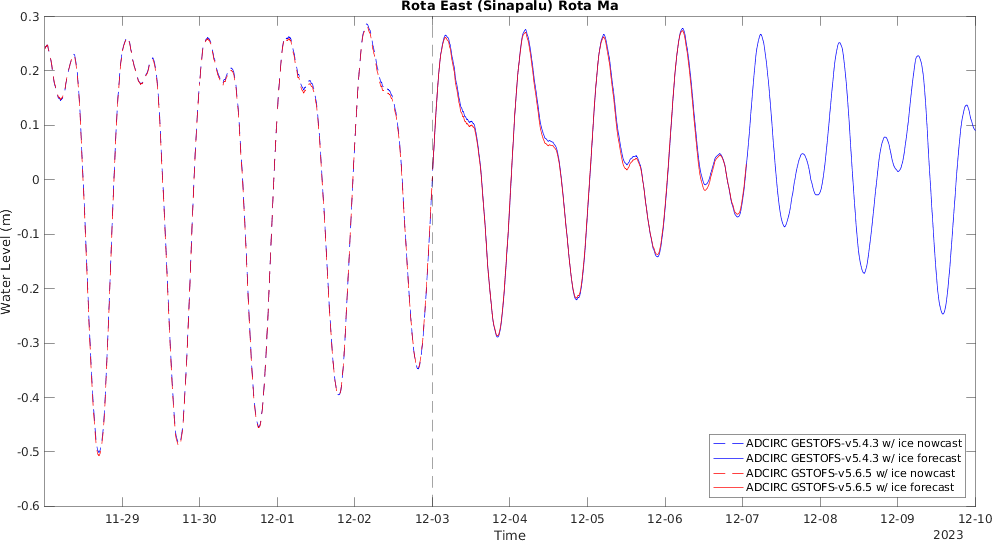 Rota East (Sinapalu) Rota Ma
0.3
0.2
0.1
0
-0.1
-0.2
-0.3
-0.4
-0.5
-0.6
Water Level (m)
11-29 11-30 12-01 12-02 12-03 12-04 12-05 12-06 12-07 12-08 12-09 12-10
Time
2023
ADCIRC GESTOFS-v5.4.3 w/ ice nowcast
ADCIRC GESTOFS-v5.4.3 w/ ice forecast
ADCIRC GSTOFS-v5.6.5 w/ ice nowcast
ADCIRC GSTOFS-v5.6.5 w/ ice forecast